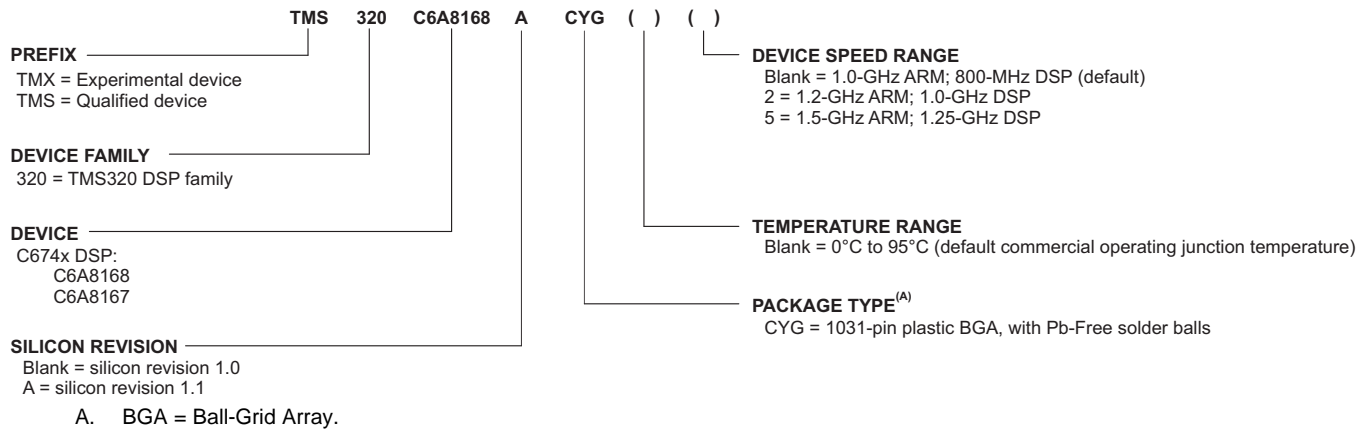 TMS 320 C6A8168 A CYG ( ) ( )
PREFIX
TMX = Experimental device
TMS = Qualified device
DEVICE FAMILY
320 = TMS320 DSP family
DEVICE
C674x DSP:
C6A8168
C6A8167
SILICON REVISION
Blank = silicon revision 1.0
A = silicon revision 1.1
DEVICE SPEED RANGE
Blank = 1.0-GHz ARM; 800-MHz DSP (default)
2 = 1.2-GHz ARM; 1.0-GHz DSP
5 = 1.5-GHz ARM; 1.25-GHz DSP
TEMPERATURE RANGE
Blank = 0°C to 95°C (default commercial operating junction temperature)
PACKAGE TYPE(A)
CYG = 1031-pin plastic BGA, with Pb-Free solder balls
A. BGA = Ball-Grid Array.